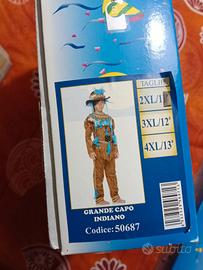 TAGLIE
2XL/1
3XL/12'
4XL/13'
GRANDE CAPO
INDIANO
Codice: 50687
subito